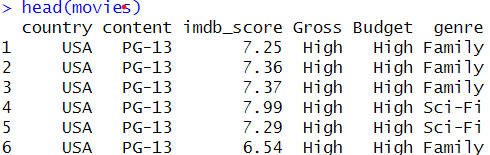 > head(movies)
country content imdb_score Gross Budget genre
1 USA PG-13 7.25 High High Family
2 USA PG-13 7.36 High High Family
3 USA PG-13 7.37 High High Family
4 USA PG-13 7.99 High High Sci-Fi
5 USA PG-13 7.29 High High Sci-Fi
6 USA PG-13 6.54 High High Family